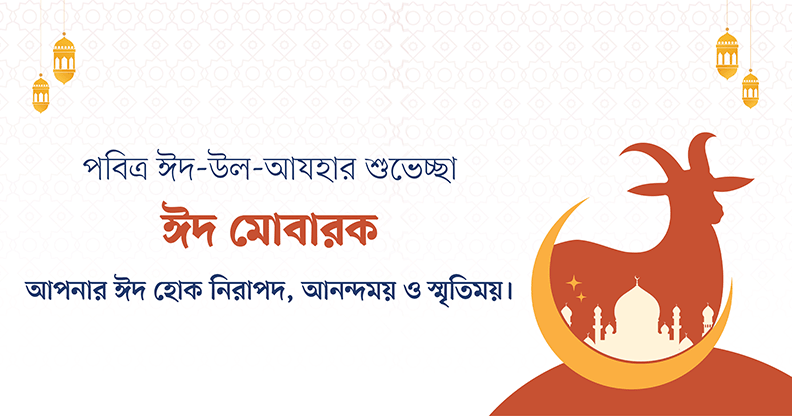 পবিত্র ঈদ-উল-আযহার শুভেচ্ছা
ঈদ মোবারক
আপনার ঈদ হোক নিরাপদ, আনন্দময় ও স্মৃতিময়।